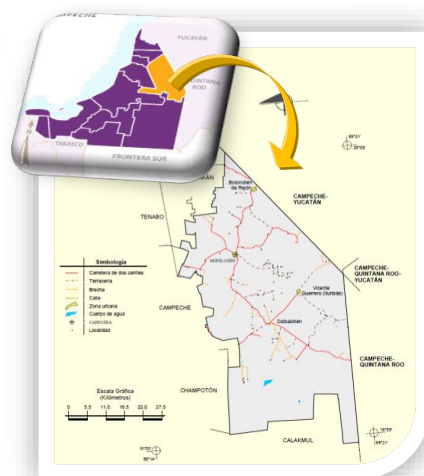 CAMPECHE
YUCATÁN
QUINTANA
ROO
TABASCO
FRONTERA SUR
Bolonchén
de Rejón
CAMPECHE-
YUCATÁN
TENABO
HOPELCHÉN
CAMPECHE-
QUINTANA ROO-
YUCATÁN
Simbología
Carretera de dos carriles
Terracería
Brecha
Calle
Zona urbana
Cuerpo de agua
CABECERA
Localidad
Vicente
Guerrero (Iturbide)
CAMPECHE
Dzibalchén
CAMPECHE-
QUINTANA ROO
Escala Gráfica
(Kilómetros)
CHAMPOTÓN
0 5.5 11.0 16.5 22.0 27.5
CALAKMUL